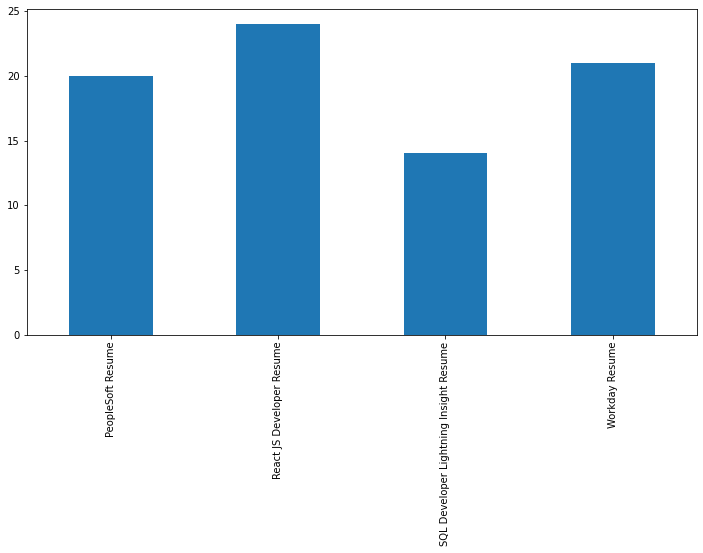 25
20
15
10
5
0
PeopleSoft Resume
React JS Developer Resume
SQL Developer Lightning Insight Resume
Workday Resume